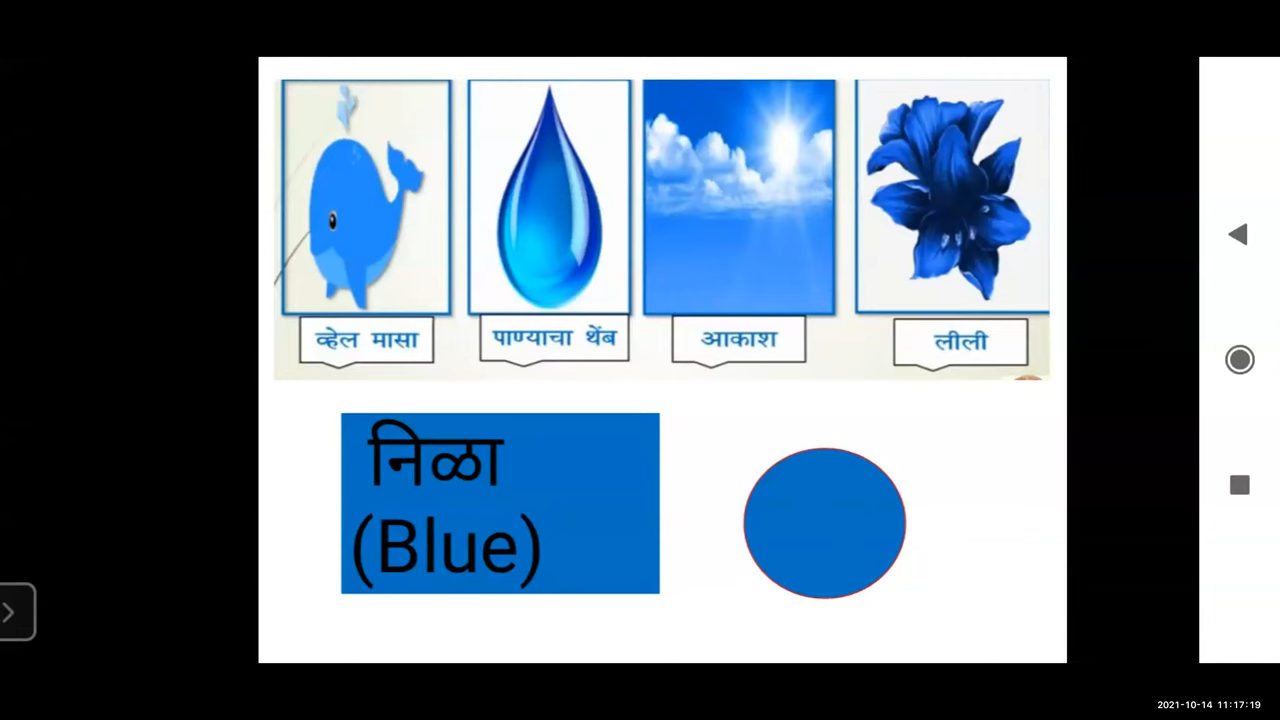 व्हेल मासा
पाण्याचा थेंब
आकाश
लीली
निळा
(Blue)
2021-10-14 11:17:19